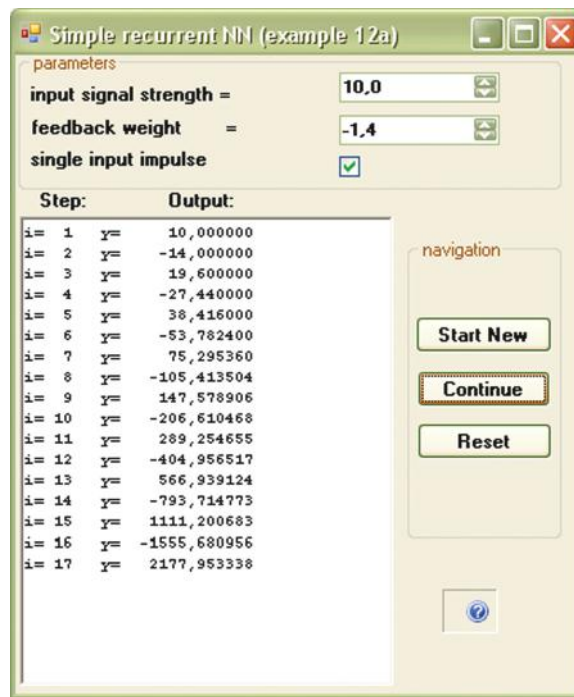 Simple recurrent NN (example 12a)
parameters
input signal strength = 10,0
feedback weight = -1,4
single input impulse
Step: Output:
i= 1 y= 10,000000
i= 2 y= -14,000000
i= 3 y= 19,600000
i= 4 y= -27,440000
i= 5 y= 38,416000
i= 6 y= -53,782400
i= 7 y= 75,295360
i= 8 y= -105,413504
i= 9 y= 147,578906
i= 10 y= -206,610468
i= 11 y= 289,254655
i= 12 y= -404,956517
i= 13 y= 566,939124
i= 14 y= -793,714773
i= 15 y= 1111,200683
i= 16 y= -1555,680956
i= 17 y= 2177,953338
navigation
Start New
Continue
Reset
?